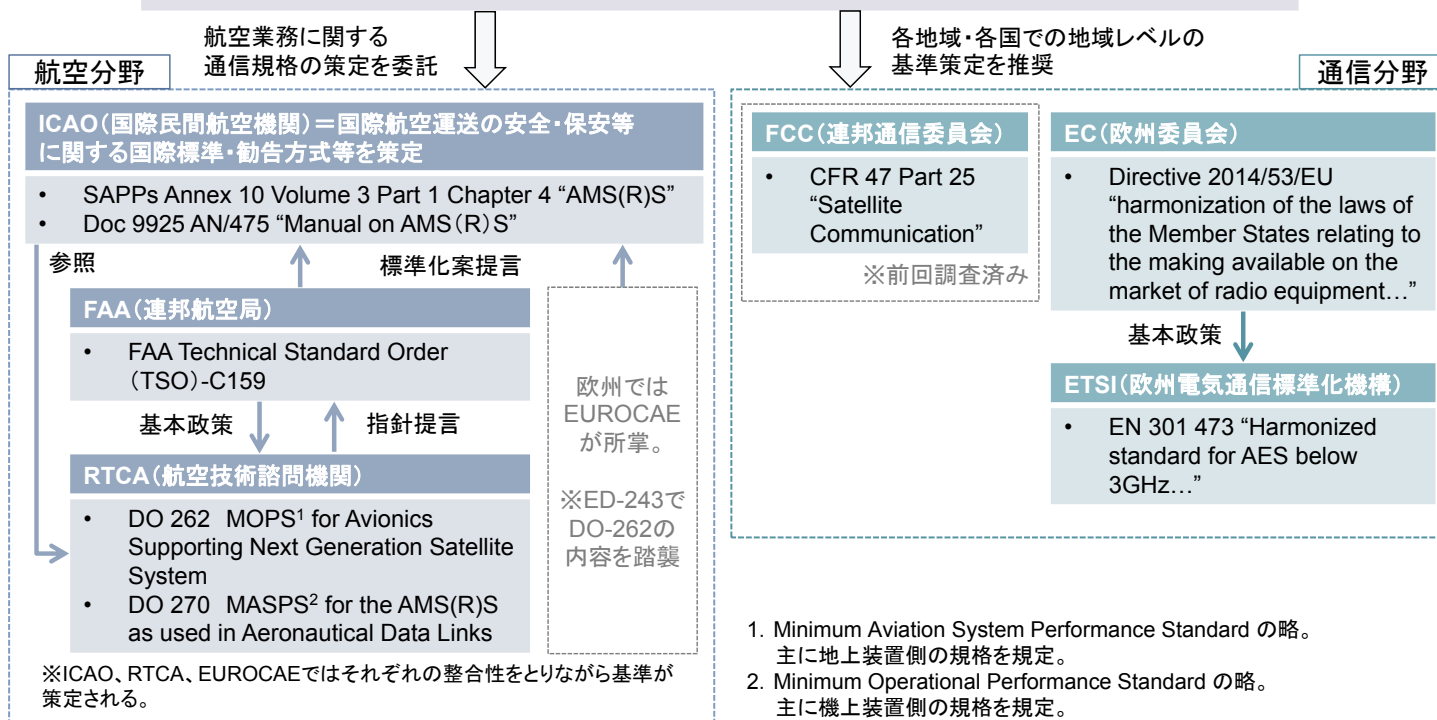 航空業務に関する
通信規格の策定を委託
各地域・各国での地域レベルの
基準策定を推奨
航空分野
ICAO（国際民間航空機関）＝国際航空運送の安全・保安等
に関する国際標準・勧告方式等を策定
• SAPPs Annex 10 Volume 3 Part 1 Chapter 4 “AMS(R)S”
• Doc 9925 AN/475 “Manual on AMS（R）S”
参照
標準化案提言
FAA（連邦航空局）
• FAA Technical Standard Order
（TSO）-C159
基本政策
指針提言
RTCA（航空技術諮問機関）
• DO 262 MOPS1 for Avionics
Supporting Next Generation Satellite
System
• DO 270 MASPS2 for the AMS(R)S
as used in Aeronautical Data Links
欧州では
EUROCAE
が所掌。
※ED-243で
DO-262の
内容を踏襲
※ICAO、RTCA、EUROCAEではそれぞれの整合性をとりながら基準が
策定される。
通信分野
FCC（連邦通信委員会）
• CFR 47 Part 25
“Satellite
Communication”
※前回調査済み
EC（欧州委員会）
• Directive 2014/53/EU
“harmonization of the laws of
the Member States relating to
the making available on the
market of radio equipment…”
基本政策
ETSI（欧州電気通信標準化機構）
• EN 301 473 “Harmonized
standard for AES below
3GHz…”
1. Minimum Aviation System Performance Standard の略。
主に地上装置側の規格を規定。
2. Minimum Operational Performance Standard の略。
主に機上装置側の規格を規定。